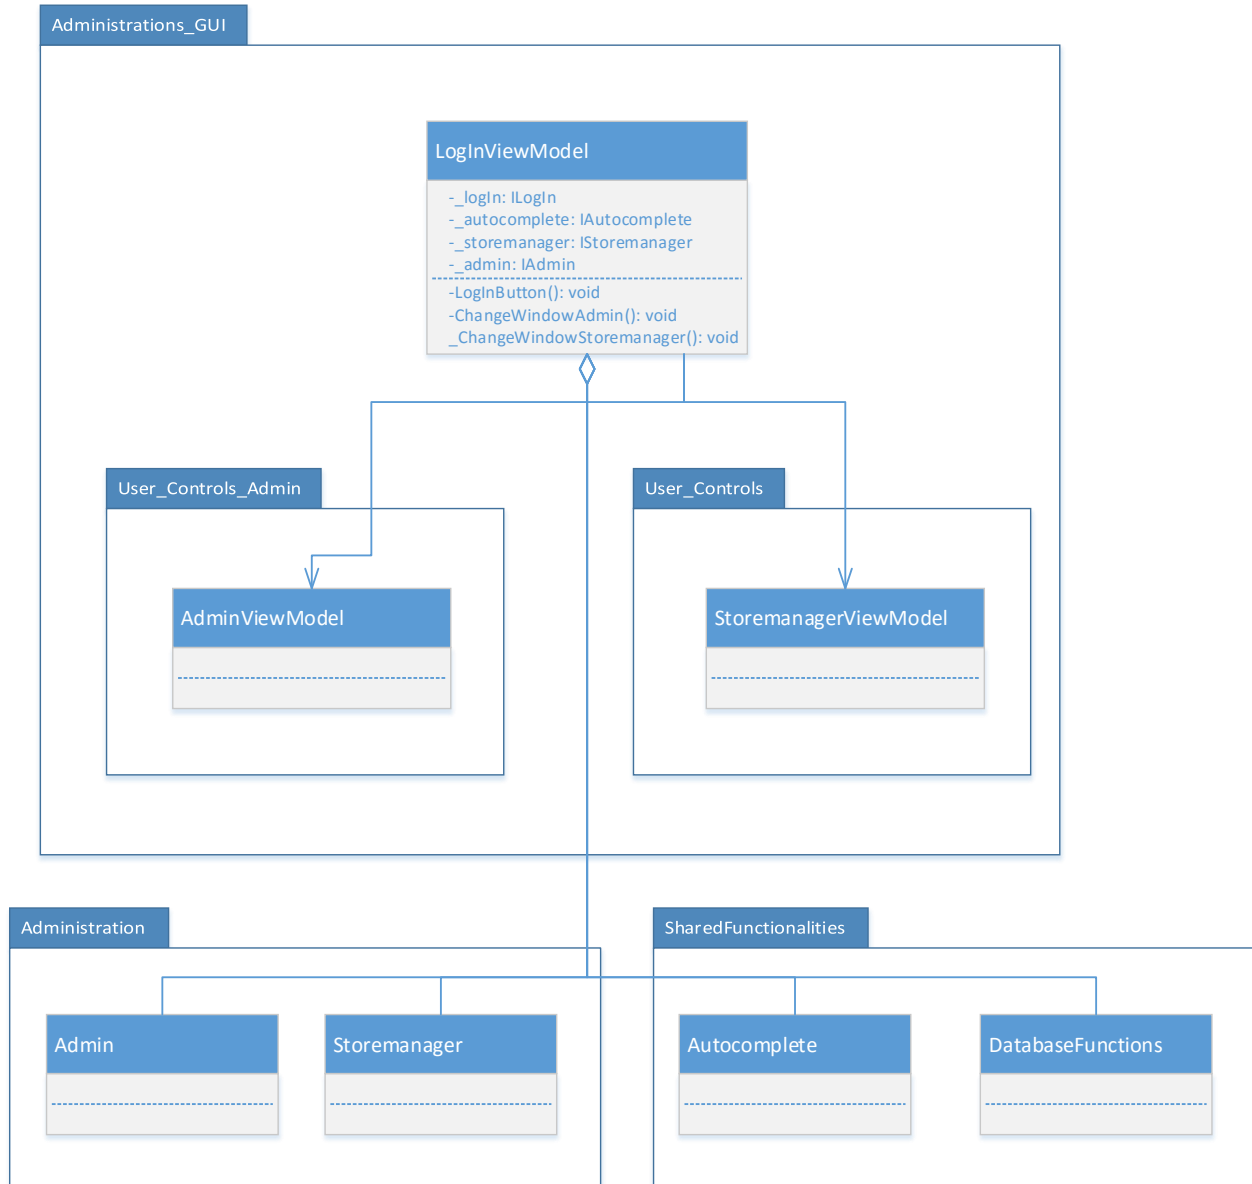 Administrations_GUI
LogInViewModel
-_logIn: ILogIn
-_autocomplete: IAutocomplete
-_storemanager: IStoremanager
-_admin: IAdmin
-LogInButton(): void
-ChangeWindowAdmin(): void
_ChangeWindowStoremanager(): void
User_Controls_Admin
User_Controls
AdminViewModel
StoremanagerViewModel
Administration
SharedFunctionalities
Admin
Storemanager
Autocomplete
DatabaseFunctions